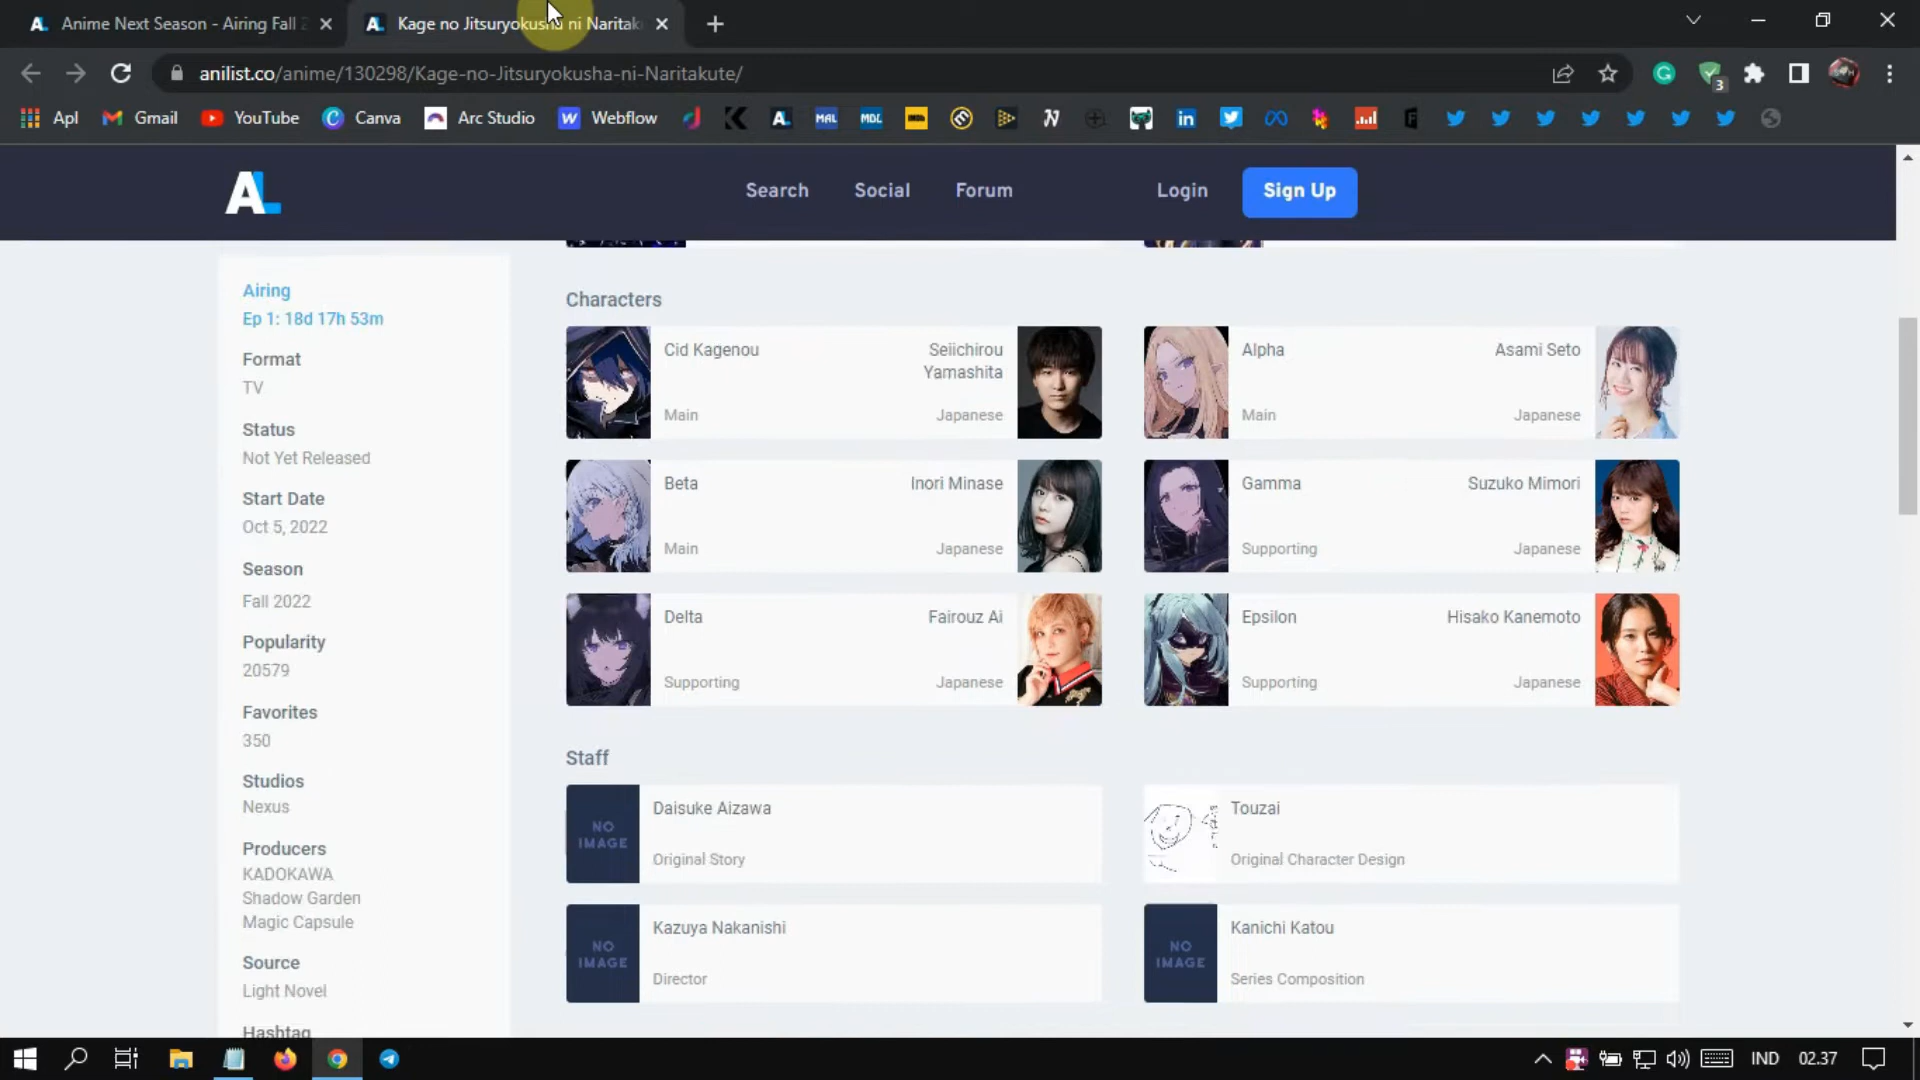 Anime Next Season - Airing Fall 2
Kage no Jitsuryokusha ni Naritak
anilist.co/anime/130298/Kage-no-Jitsuryokusha-ni-Naritakute/
3
Apl
Gmail
YouTube
Canva
Arc Studio
Webflow
MAL
MDL
AL
Search
Social
Forum
Login
Sign Up
Airing
Ep 1: 18d 17h 53m
Format
TV
Status
Not Yet Released
Start Date
Oct 5, 2022
Season
Fall 2022
Popularity
20579
Favorites
350
Studios
Nexus
Producers
KADOKAWA
Shadow Garden
Magic Capsule
Source
Light Novel
Hashtag
Characters
Cid Kagenou
Seiichirou
Yamashita
Main
Japanese
Alpha
Asami Seto
Main
Japanese
Beta
Inori Minase
Main
Japanese
Gamma
Suzuko Mimori
Supporting
Japanese
Delta
Fairouz Ai
Supporting
Japanese
Epsilon
Hisako Kanemoto
Supporting
Japanese
Staff
NO
IMAGE
Daisuke Aizawa
Original Story
Touzai
Original Character Design
NO
IMAGE
Kazuya Nakanishi
Director
NO
IMAGE
Kanichi Katou
Series Composition
IND
02.37